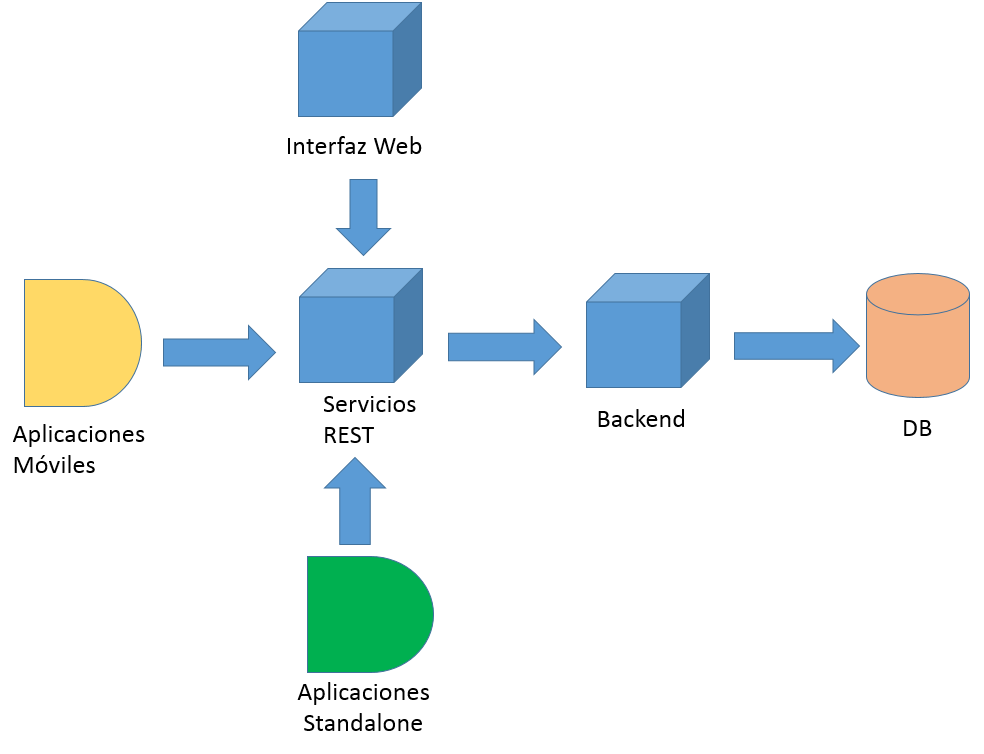 Interfaz Web
Servicios
REST
Backend
DB
Aplicaciones
Móviles
Aplicaciones
Standalone